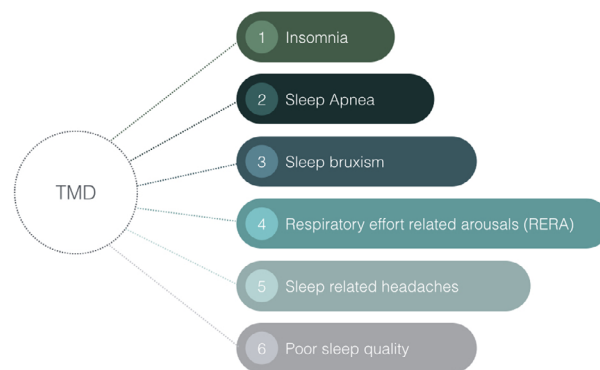 TMD
1 Insomnia
2 Sleep Apnea
3 Sleep bruxism
4 Respiratory effort related arousals (RERA)
5 Sleep related headaches
6 Poor sleep quality